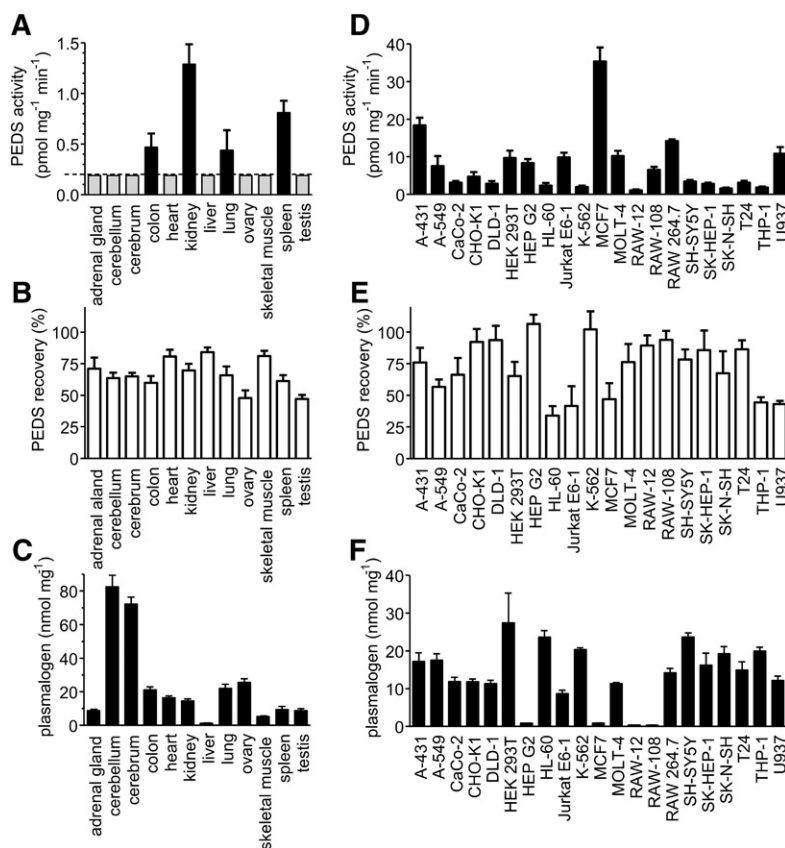 A
PEDS activity
(pmol mg-1 min-1)
1.5
1.0
0.5
0.0
adrenal gland
cerebellum
cerebrum
colon
heart
kidney
liver
lung
ovary
skeletal muscle
spleen
testis
B
PEDS recovery (%)
100
75
50
25
0
adrenal gland
cerebellum
cerebrum
colon
heart
kidney
liver
lung
ovary
skeletal muscle
spleen
testis
C
plasmalogen (nmol mg-1)
80
60
40
20
0
adrenal gland
cerebellum
cerebrum
colon
heart
kidney
liver
lung
ovary
skeletal muscle
spleen
testis
D
PEDS activity
(pmol mg-1 min-1)
40
30
20
10
0
A-431
A-549
CaCo-2
CHO-K1
DLD-1
HEK 293T
HEP G2
HL-60
Jurkat E6-1
K-562
MCF7
MOLT-4
RAW-12
RAW-108
RAW 264.7
SH-SY5Y
SK-HEP-1
SK-N-SH
T24
THP-1
U937
E
PEDS recovery (%)
100
75
50
25
0
A-431
A-549
CaCo-2
CHO-K1
DLD-1
HEK 293T
HEP G2
HL-60
Jurkat E6-1
K-562
MCF7
MOLT-4
RAW-12
RAW-108
SH-SY5Y
SK-HEP-1
SK-N-SH
T24
THP-1
U937
F
plasmalogen (nmol mg-1)
40
30
20
10
0
A-431
A-549
CaCo-2
CHO-K1
DLD-1
HEK 293T
HEP G2
HL-60
Jurkat E6-1
K-562
MCF7
MOLT-4
RAW-12
RAW-108
RAW 264.7
SH-SY5Y
SK-HEP-1
SK-N-SH
T24
THP-1
U937